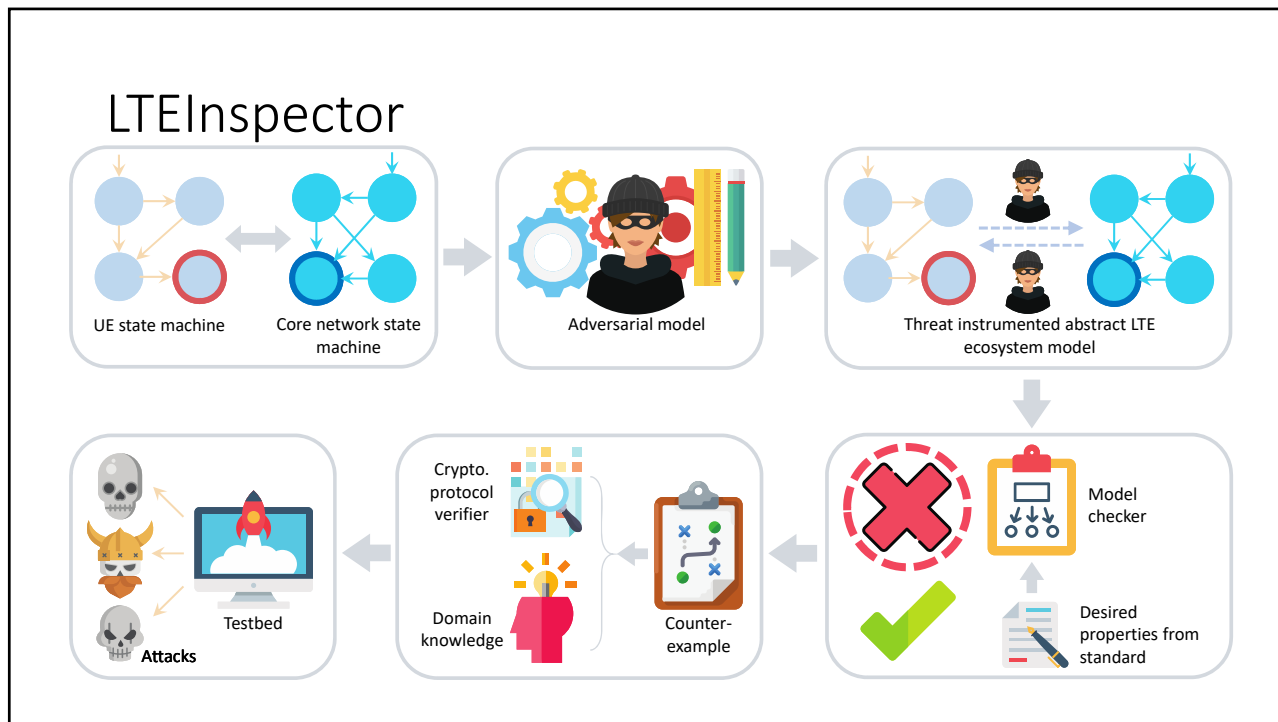 LTEInspector
UE state machine
Core network state
machine
Adversarial model
Threat instrumented abstract LTE
ecosystem model
Model
checker
Desired
properties from
standard
Counter-
example
Crypto.
protocol
verifier
Domain
knowledge
Testbed
Attacks